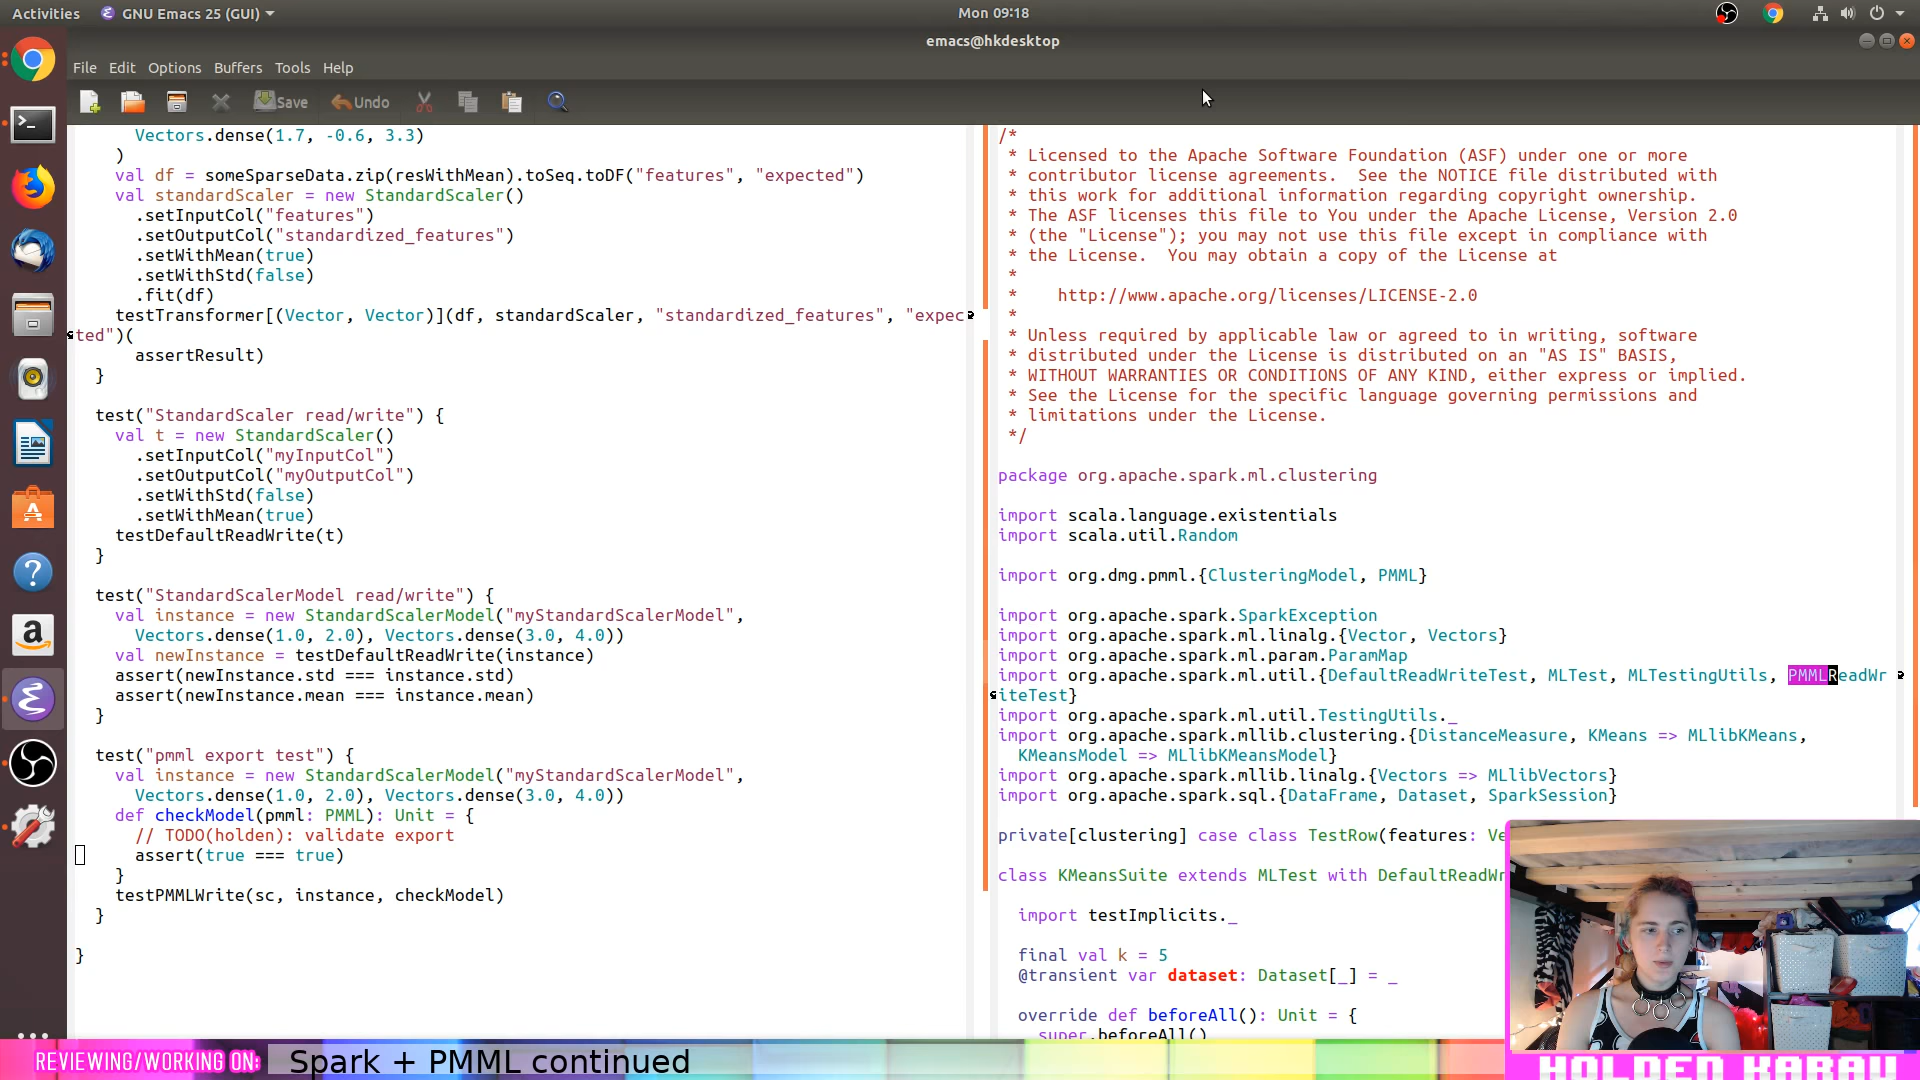 Activities
GNU Emacs 25 (GUI)
Mon 09:18
emacs@hkdesktop
File Edit Options Buffers Tools Help
Save
Undo
Vectors.dense(1.7, -0.6, 3.3)
)
val df = someSparseData.zip(resWithMean).toSeq.toDF("features", "expected")
val standardScaler = new StandardScaler()
.setInputCol("features")
.setOutputCol("standardized_features")
.setWithMean(true)
.setWithStd(false)
.fit(df)
testTransformer[(Vector, Vector)](df, standardScaler, "standardized_features", "expec
ted")(
assertResult)
}
test("StandardScaler read/write") {
val t = new StandardScaler()
.setInputCol("myInputCol")
.setOutputCol("myOutputCol")
.setWithStd(false)
.setWithMean(true)
testDefaultReadWrite(t)
}
test("StandardScalerModel read/write") {
val instance = new StandardScalerModel("myStandardScalerModel",
Vectors.dense(1.0, 2.0), Vectors.dense(3.0, 4.0))
val newInstance = testDefaultReadWrite(instance)
assert(newInstance.std === instance.std)
assert(newInstance.mean === instance.mean)
}
test("pmml export test") {
val instance = new StandardScalerModel("myStandardScalerModel",
Vectors.dense(1.0, 2.0), Vectors.dense(3.0, 4.0))
def checkModel(pmml: PMML): Unit = {
// TODO(holden): validate export
assert(true === true)
}
testPMMLWrite(sc, instance, checkModel)
}
}
/*
* Licensed to the Apache Software Foundation (ASF) under one or more
* contributor license agreements.  See the NOTICE file distributed with
* this work for additional information regarding copyright ownership.
* The ASF licenses this file to You under the Apache License, Version 2.0
* (the "License"); you may not use this file except in compliance with
* the License.  You may obtain a copy of the License at
*
*    http://www.apache.org/licenses/LICENSE-2.0
*
* Unless required by applicable law or agreed to in writing, software
* distributed under the License is distributed on an "AS IS" BASIS,
* WITHOUT WARRANTIES OR CONDITIONS OF ANY KIND, either express or implied.
* See the License for the specific language governing permissions and
* limitations under the License.
*/
package org.apache.spark.ml.clustering
import scala.language.existentials
import scala.util.Random
import org.dmg.pmml.{ClusteringModel, PMML}
import org.apache.spark.SparkException
import org.apache.spark.ml.linalg.{Vector, Vectors}
import org.apache.spark.ml.param.ParamMap
import org.apache.spark.ml.util.{DefaultReadWriteTest, MLTest, MLTestingUtils, PMMLReadWr
iteTest}
import org.apache.spark.ml.util.TestingUtils._
import org.apache.spark.mllib.clustering.{DistanceMeasure, KMeans => MLlibKMeans,
KMeansModel => MLlibKMeansModel}
import org.apache.spark.mllib.linalg.{Vectors => MLlibVectors}
import org.apache.spark.sql.{DataFrame, Dataset, SparkSession}
private[clustering] case class TestRow(features: Ve
class KMeansSuite extends MLTest with DefaultReadWr
import testImplicits._
final val k = 5
@transient var dataset: Dataset[_] = _
override def beforeAll(): Unit = {
super.beforeAll()
REVIEWING/WORKING ON:
Spark + PMML continued
HOLDEN KARAU